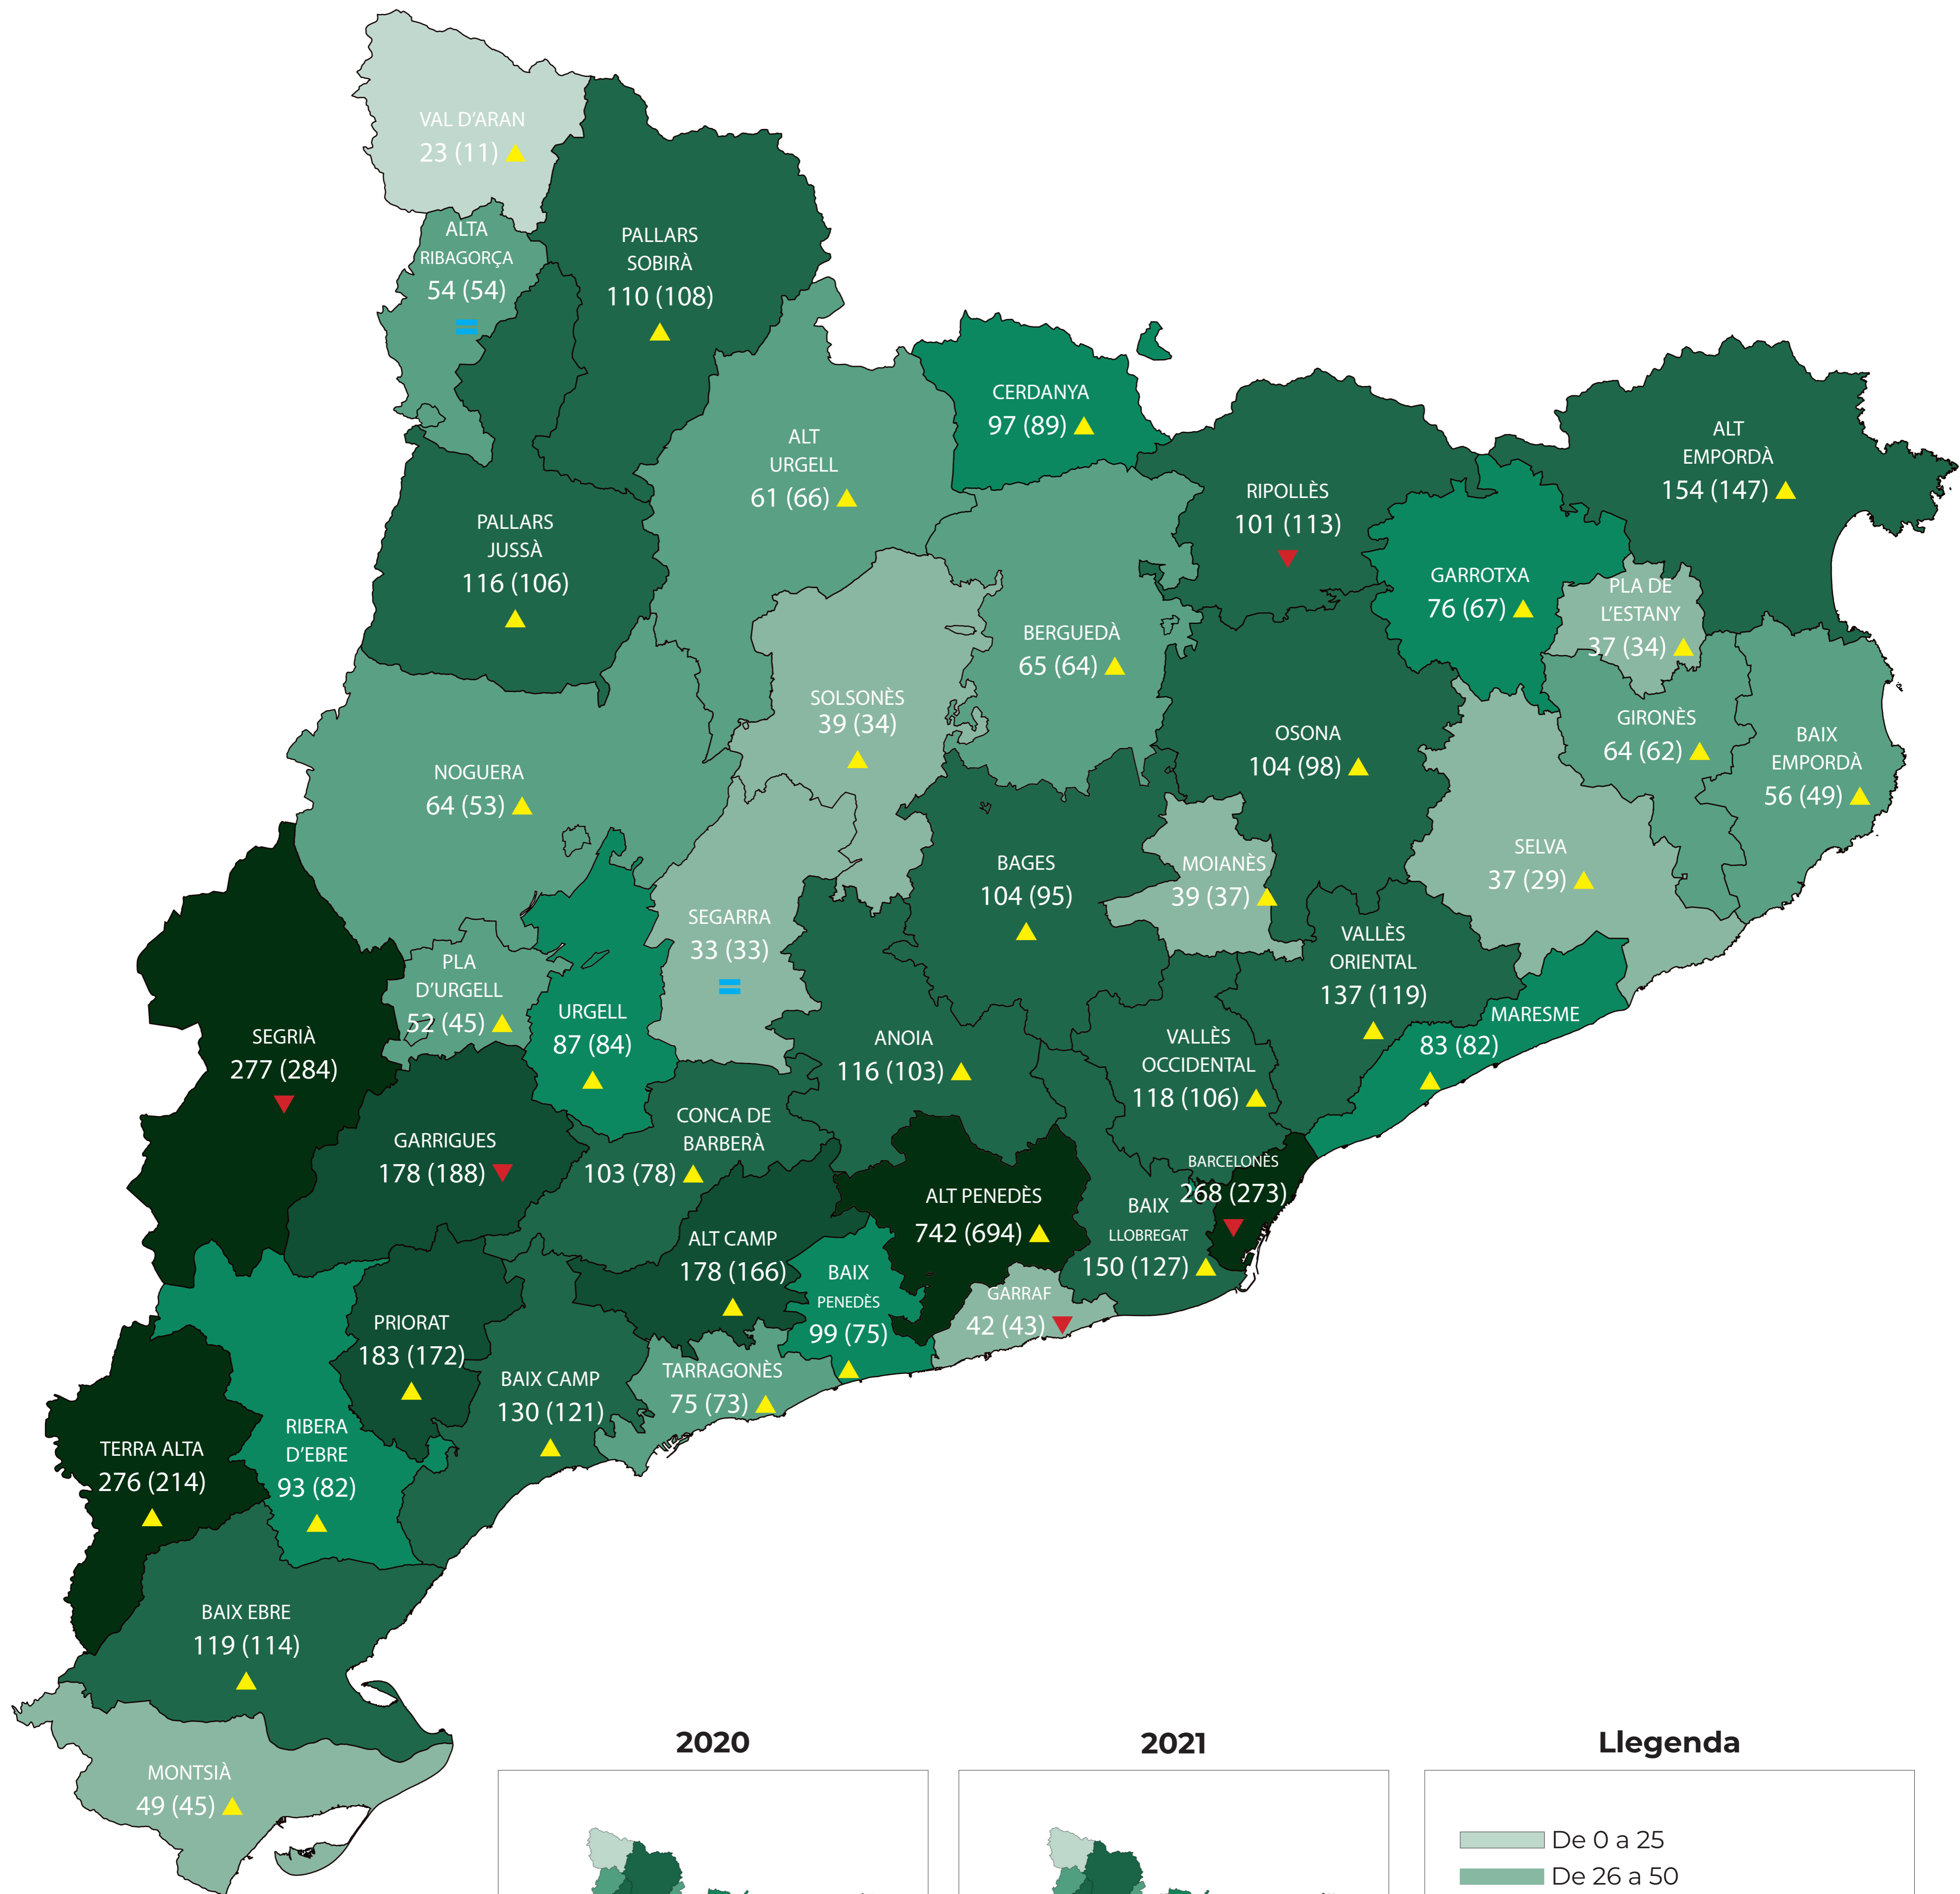 VAL D'ARAN
23 (11)
ALTA
RIBAGORÇA
54 (54)
PALLARS
SOBIRÀ
110 (108)
CERDANYA
97 (89)
ALT
URGELL
61 (66)
ALT
EMPORDÀ
154 (147)
RIPOLLÈS
101 (113)
PALLARS
JUSSÀ
116 (106)
GARROTXA
76 (67)
PLA DE
L'ESTANY
37 (34)
BERGUEDÀ
65 (64)
SOLSONÈS
39 (34)
GIRONÈS
64 (62)
OSONA
104 (98)
BAIX
EMPORDÀ
56 (49)
NOGUERA
64 (53)
SELVA
37 (29)
BAGES
104 (95)
MOIANÈS
39 (37)
SEGARRA
33 (33)
VALLÈS
ORIENTAL
137 (119)
PLA
D'URGELL
52 (45)
URGELL
87 (84)
MARESME
83 (82)
SEGRIÀ
277 (284)
ANOIA
116 (103)
VALLÈS
OCCIDENTAL
118 (106)
CONCA DE
BARBERÀ
103 (78)
GARRIGUES
178 (188)
BARCELONÈS
268 (273)
ALT PENEDÈS
742 (694)
BAIX
LLOBREGAT
150 (127)
ALT CAMP
178 (166)
BAIX
PENEDÈS
99 (75)
GARRAF
42 (43)
PRIORAT
183 (172)
BAIX CAMP
130 (121)
TARRAGONÈS
75 (73)
RIBERA
D'EBRE
93 (82)
TERRA ALTA
276 (214)
BAIX EBRE
119 (114)
MONTSIÀ
49 (45)
2020
2021
Llegenda
De 0 a 25
De 26 a 50